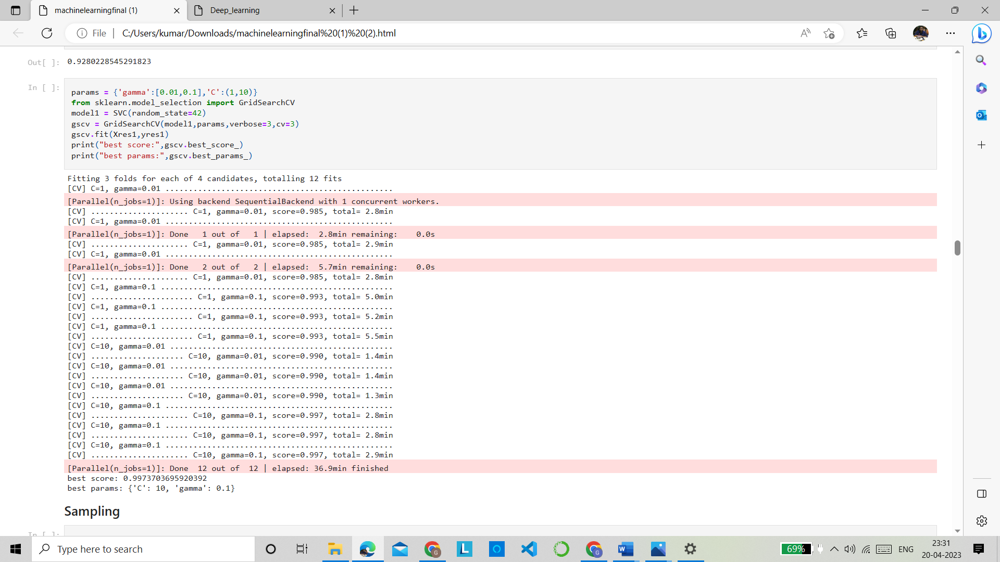 machinelearningfinal (1)
Deep_learning
File
C:/Users/kumar/Downloads/machinelearningfinal%20(1)%20(2).html
Out[ ]: 0.9280228545291823
In [ ]:
params = {'gamma':[0.01,0.1],'C':(1,10)}
from sklearn.model_selection import GridSearchCV
model1 = SVC(random_state=42)
gscv = GridSearchCV(model1,params,verbose=3,cv=3)
gscv.fit(Xres1,yres1)
print("best score:",gscv.best_score_)
print("best params:",gscv.best_params_)
Fitting 3 folds for each of 4 candidates, totalling 12 fits
[CV] C=1, gamma=0.01 .................................................
[Parallel(n_jobs=1)]: Using backend SequentialBackend with 1 concurrent workers.
[CV] ..................... C=1, gamma=0.01, score=0.985, total= 2.8min
[CV] C=1, gamma=0.01 .................................................
[Parallel(n_jobs=1)]: Done   1 out of   1 | elapsed:  2.8min remaining:    0.0s
[CV] ..................... C=1, gamma=0.01, score=0.985, total= 2.9min
[CV] C=1, gamma=0.01 .................................................
[Parallel(n_jobs=1)]: Done   2 out of   2 | elapsed:  5.7min remaining:    0.0s
[CV] ..................... C=1, gamma=0.01, score=0.985, total= 2.8min
[CV] C=1, gamma=0.1 ..................................................
[CV] ...................... C=1, gamma=0.1, score=0.993, total= 5.0min
[CV] C=1, gamma=0.1 ..................................................
[CV] ...................... C=1, gamma=0.1, score=0.993, total= 5.2min
[CV] C=1, gamma=0.1 ..................................................
[CV] ...................... C=1, gamma=0.1, score=0.993, total= 5.5min
[CV] C=10, gamma=0.01 ................................................
[CV] .................... C=10, gamma=0.01, score=0.990, total= 1.4min
[CV] C=10, gamma=0.01 ................................................
[CV] .................... C=10, gamma=0.01, score=0.990, total= 1.4min
[CV] C=10, gamma=0.01 ................................................
[CV] .................... C=10, gamma=0.01, score=0.990, total= 1.3min
[CV] C=10, gamma=0.1 .................................................
[CV] ..................... C=10, gamma=0.1, score=0.997, total= 2.8min
[CV] C=10, gamma=0.1 .................................................
[CV] ..................... C=10, gamma=0.1, score=0.997, total= 2.8min
[CV] C=10, gamma=0.1 .................................................
[CV] ..................... C=10, gamma=0.1, score=0.997, total= 2.9min
[Parallel(n_jobs=1)]: Done  12 out of  12 | elapsed: 36.9min finished
best score: 0.9973703695920392
best params: {'C': 10, 'gamma': 0.1}
Sampling
In [ ]:
Type here to search
69%
ENG
23:31
20-04-2023